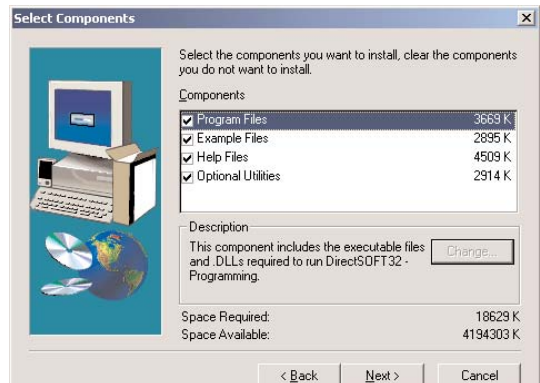 Select Components
Select the components you want to install, clear the components
you do not want to install.
Components
Program Files 3669 K
Example Files 2895 K
Help Files 4509 K
Optional Utilities 2914 K
Description
This component includes the executable files
and .DLLs required to run DirectSOFT32 -
Programming.
Change...
Space Required: 18629 K
Space Available: 4194303 K
< Back Next > Cancel